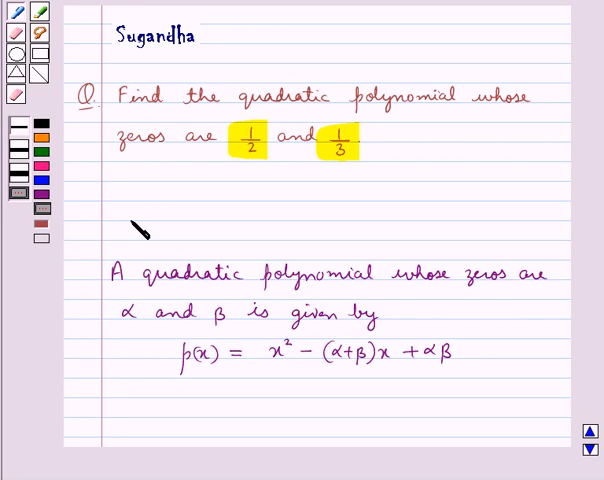 Sugandha
Q. Find the quadratic polynomial whose
zeros are 1/2 and 1/3.
A quadratic polynomial whose zeros are
α and β is given by
p(x) = x² - (α+β)x + αβ